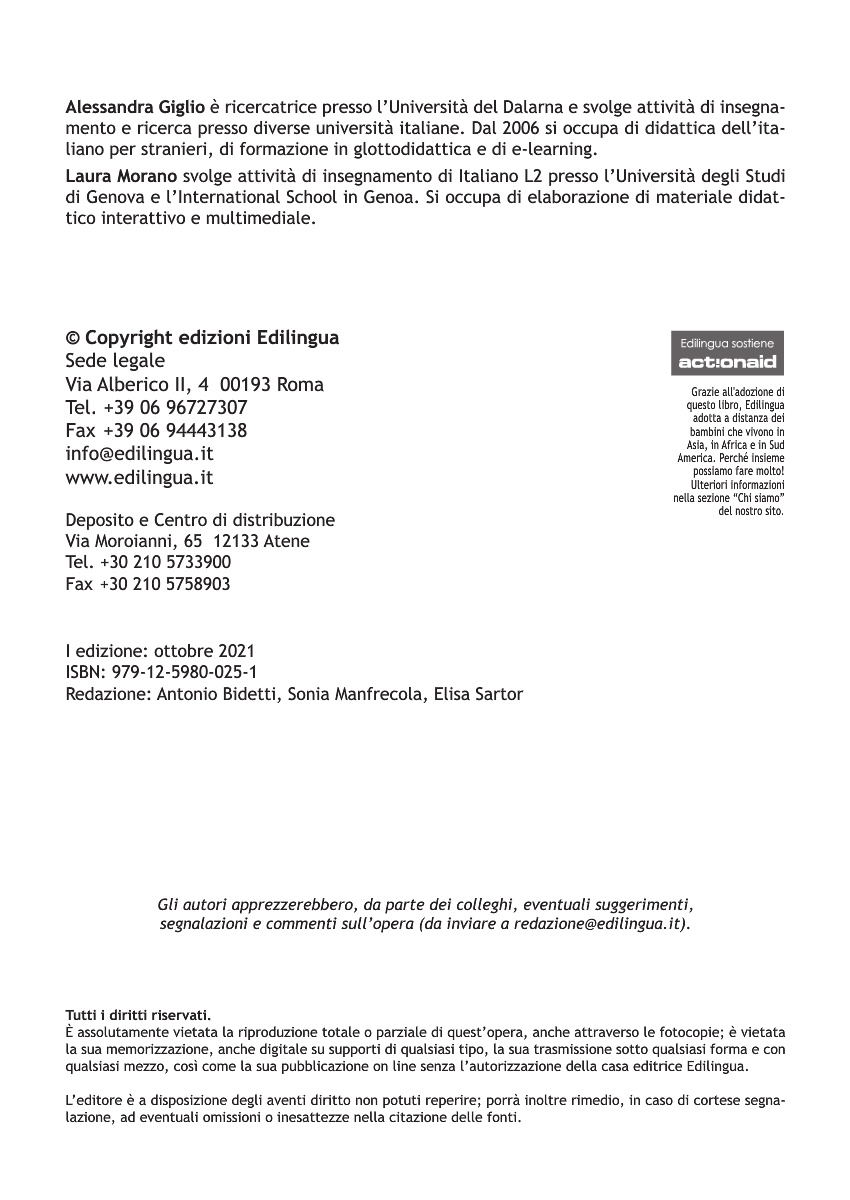 Alessandra Giglio è ricercatrice presso l’Università del Dalarna e svolge attività di insegna-
mento e ricerca presso diverse università italiane. Dal 2006 si occupa di didattica dell’ita-
liano per stranieri, di formazione in glottodidattica e di e-learning.
Laura Morano svolge attività di insegnamento di Italiano L2 presso l’Università degli Studi
di Genova e l’International School in Genoa. Si occupa di elaborazione di materiale didat-
tico interattivo e multimediale.
© Copyright edizioni Edilingua
Sede legale
Via Alberico II, 4 00193 Roma
Tel. +39 06 96727307
Fax +39 06 94443138
info@edilingua.it
www.edilingua.it
Deposito e Centro di distribuzione
Via Moroianni, 65 12133 Atene
Tel. +30 210 5733900
Fax +30 210 5758903
Edilingua sostiene
act!onaid
Grazie all'adozione di
questo libro, Edilingua
adotta a distanza dei
bambini che vivono in
Asia, in Africa e in Sud
America. Perché insieme
possiamo fare molto!
Ulteriori informazioni
nella sezione “Chi siamo”
del nostro sito.
I edizione: ottobre 2021
ISBN: 979-12-5980-025-1
Redazione: Antonio Bidetti, Sonia Manfrecola, Elisa Sartor
Gli autori apprezzerebbero, da parte dei colleghi, eventuali suggerimenti,
segnalazioni e commenti sull’opera (da inviare a redazione@edilingua.it).
Tutti i diritti riservati.
È assolutamente vietata la riproduzione totale o parziale di quest’opera, anche attraverso le fotocopie; è vietata
la sua memorizzazione, anche digitale su supporti di qualsiasi tipo, la sua trasmissione sotto qualsiasi forma e con
qualsiasi mezzo, così come la sua pubblicazione on line senza l’autorizzazione della casa editrice Edilingua.
L’editore è a disposizione degli aventi diritto non potuti reperire; porrà inoltre rimedio, in caso di cortese segna-
lazione, ad eventuali omissioni o inesattezze nella citazione delle fonti.